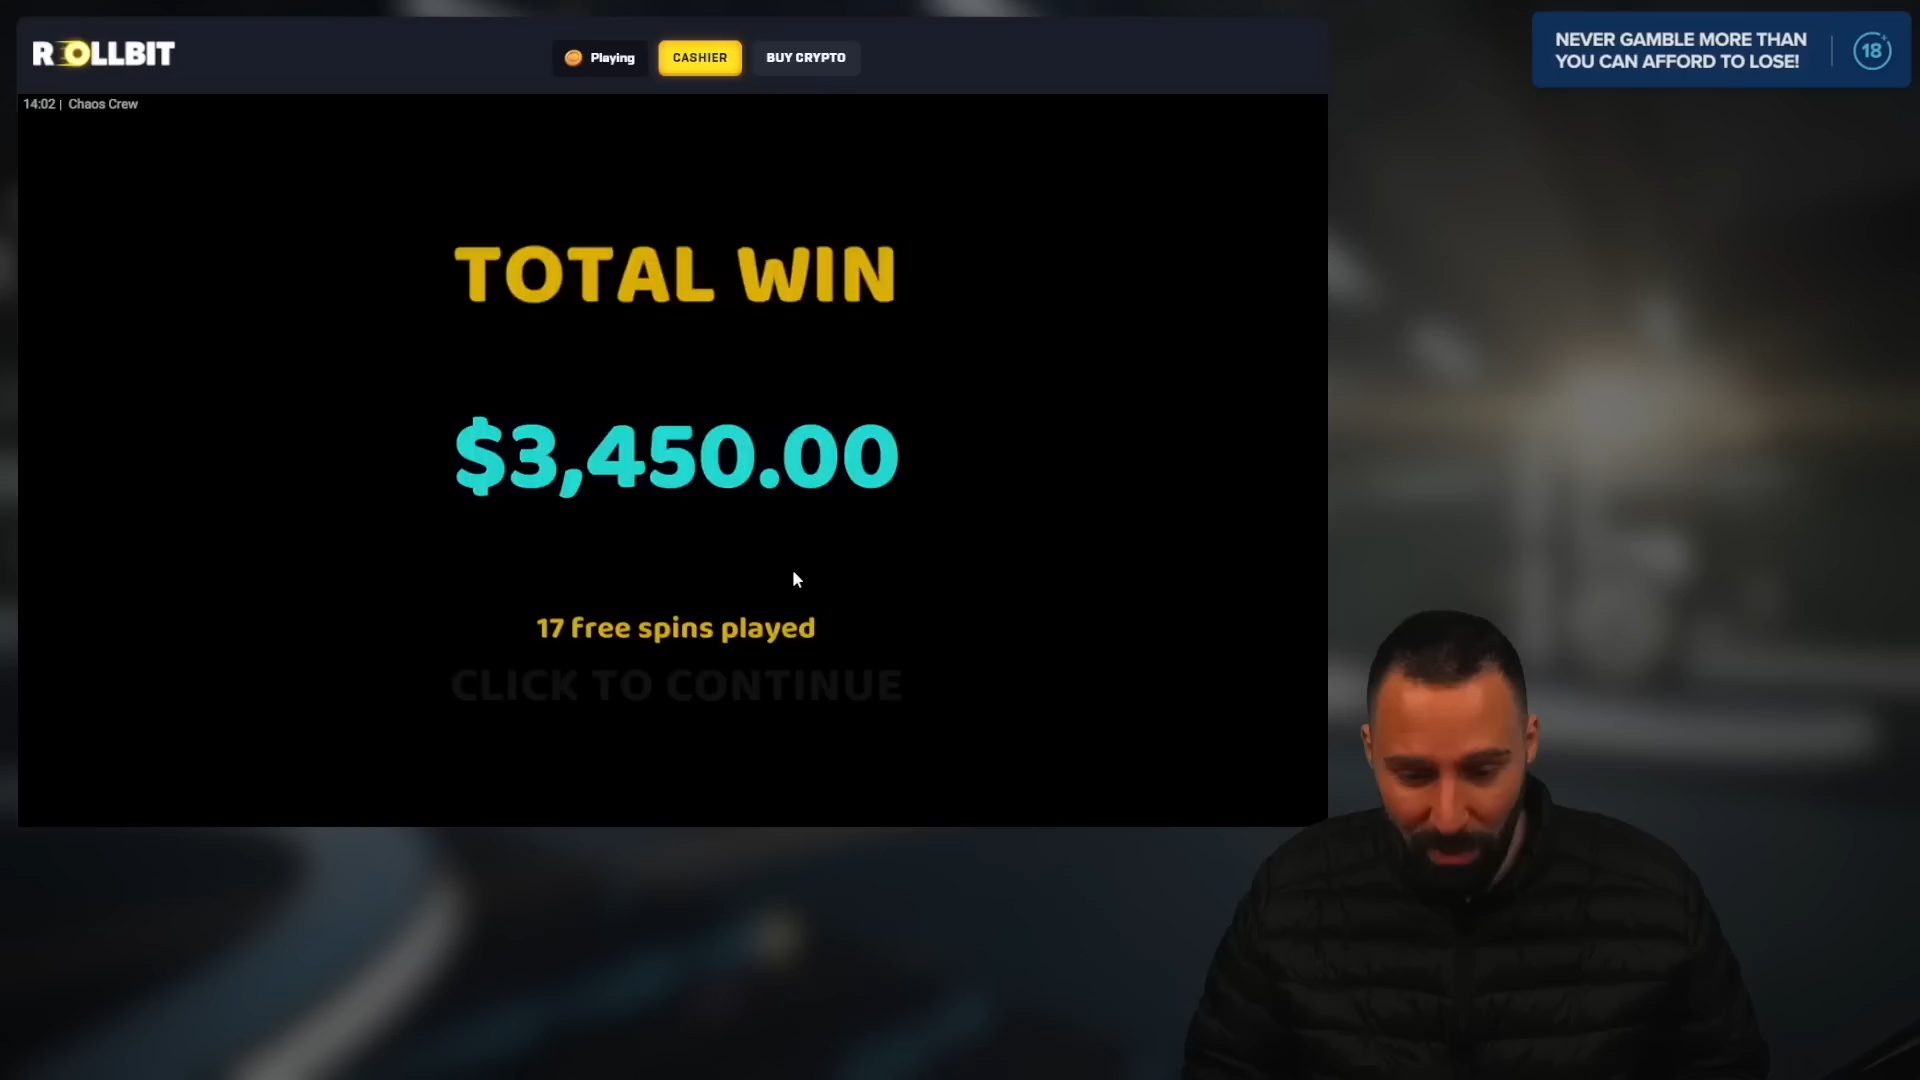 ROLLBIT
Playing
CASHIER
BUY CRYPTO
NEVER GAMBLE MORE THAN
YOU CAN AFFORD TO LOSE!
18+
14:02 | Chaos Crew
TOTAL WIN
$3,450.00
17 free spins played
CLICK TO CONTINUE